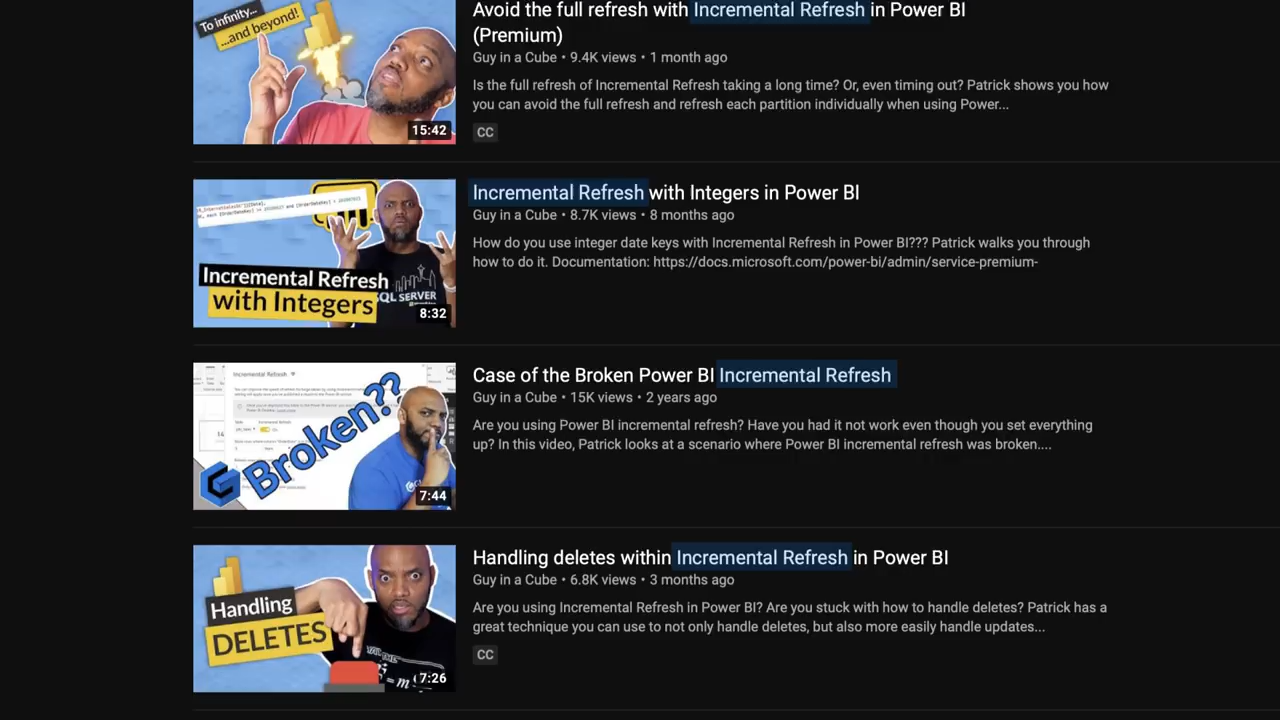 To infinity...
...and beyond!
15:42
Avoid the full refresh with Incremental Refresh in Power BI
(Premium)
Guy in a Cube • 9.4K views • 1 month ago
Is the full refresh of Incremental Refresh taking a long time? Or, even timing out? Patrick shows you how
you can avoid the full refresh and refresh each partition individually when using Power...
CC
Incremental Refresh
with Integers
SQL SERVER
8:32
Incremental Refresh with Integers in Power BI
Guy in a Cube • 8.7K views • 8 months ago
How do you use integer date keys with Incremental Refresh in Power BI??? Patrick walks you through
how to do it. Documentation: https://docs.microsoft.com/power-bi/admin/service-premium-
Incremental Refresh
Broken??
7:44
Case of the Broken Power BI Incremental Refresh
Guy in a Cube • 15K views • 2 years ago
Are you using Power BI incremental refresh? Have you had it not work even though you set everything
up? In this video, Patrick looks at a scenario where Power BI incremental refresh was broken....
Handling
DELETES
7:26
Handling deletes within Incremental Refresh in Power BI
Guy in a Cube • 6.8K views • 3 months ago
Are you using Incremental Refresh in Power BI? Are you stuck with how to handle deletes? Patrick has a
great technique you can use to not only handle deletes, but also more easily handle updates...
CC